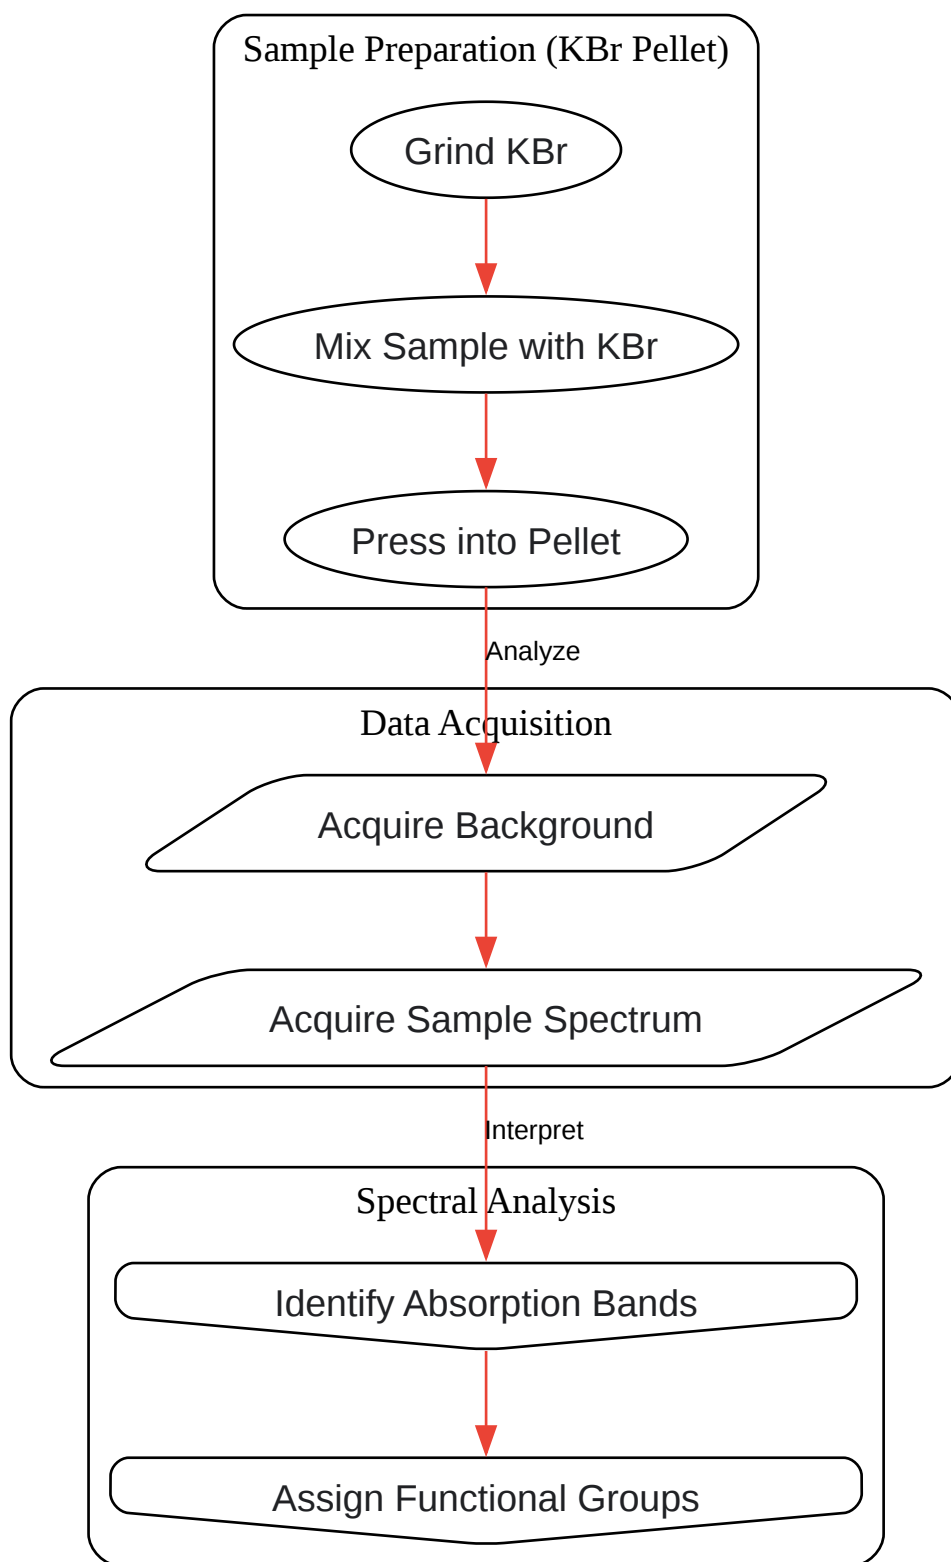 Sample Preparation (KBr Pellet)
Grind KBr
Mix Sample with KBr
Press into Pellet
Analyze
Data Acquisition
Acquire Background
Acquire Sample Spectrum
Interpret
Spectral Analysis
Identify Absorption Bands
Assign Functional Groups